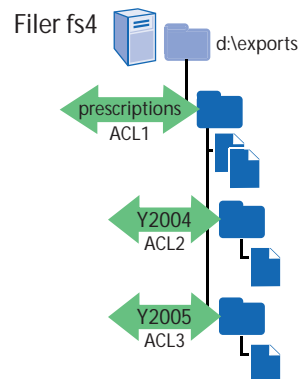 Filer fs4
d:\exports
prescriptions
ACL1
Y2004
ACL2
Y2005
ACL3